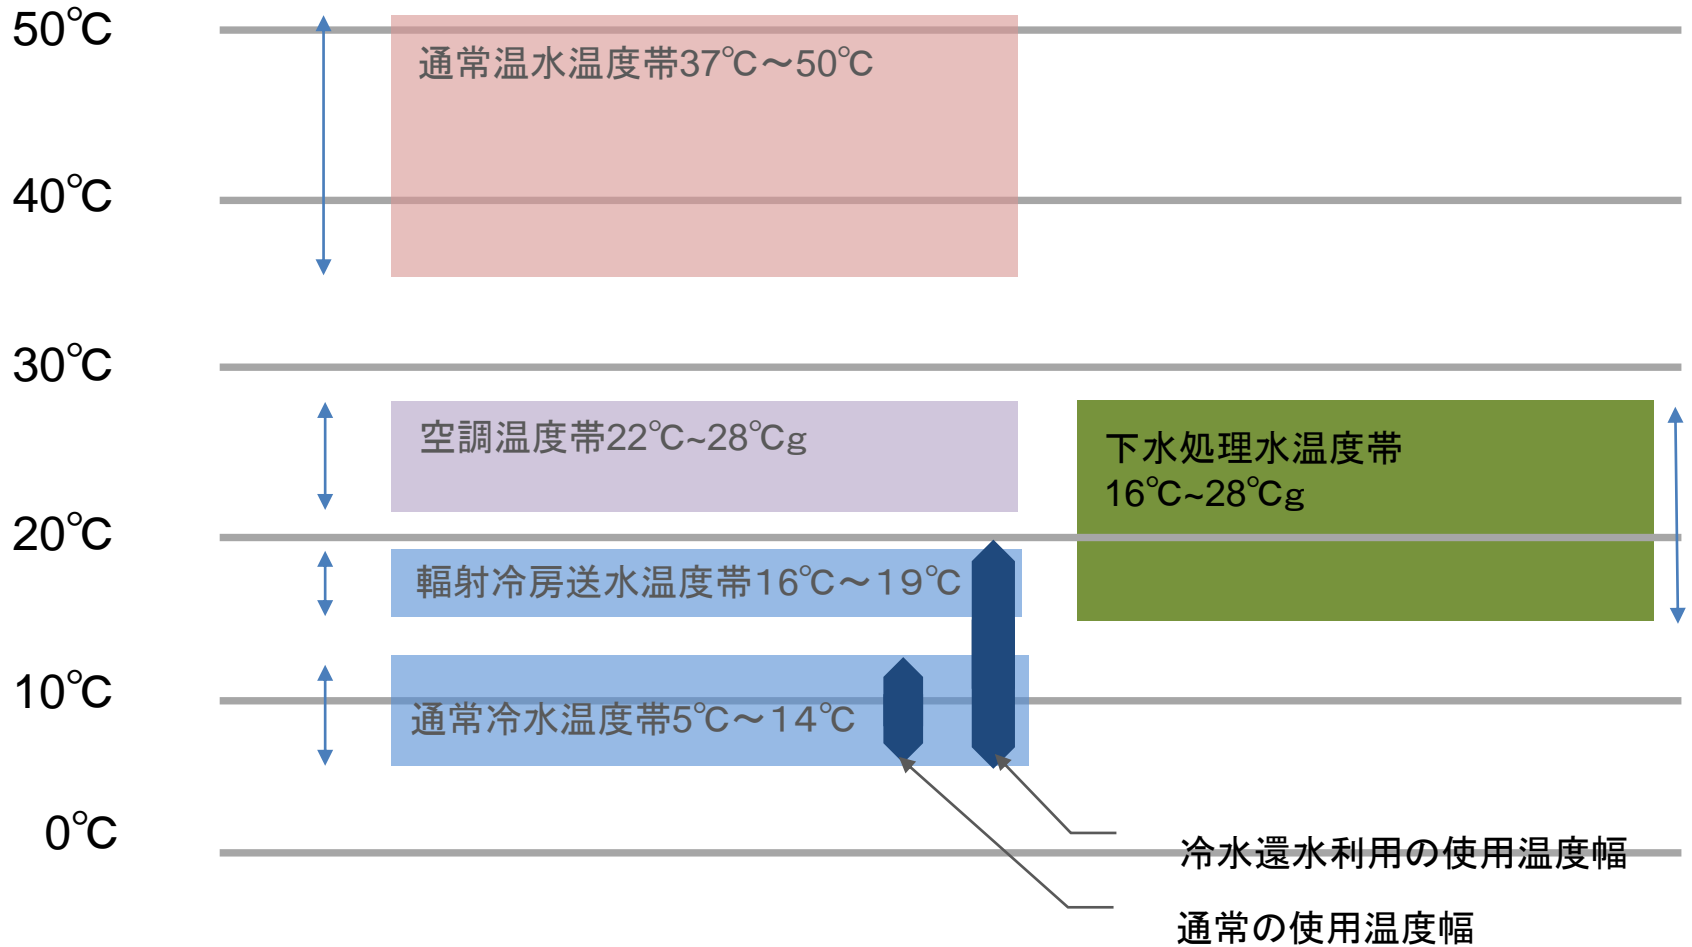 50℃
通常温水温度帯37℃～50℃
40℃
30℃
空調温度帯22℃~28℃g
下水処理水温度帯
16℃~28℃g
20℃
輻射冷房送水温度帯16℃～19℃
10℃
通常冷水温度帯5℃～14℃
0℃
冷水還水利用の使用温度幅
通常の使用温度幅